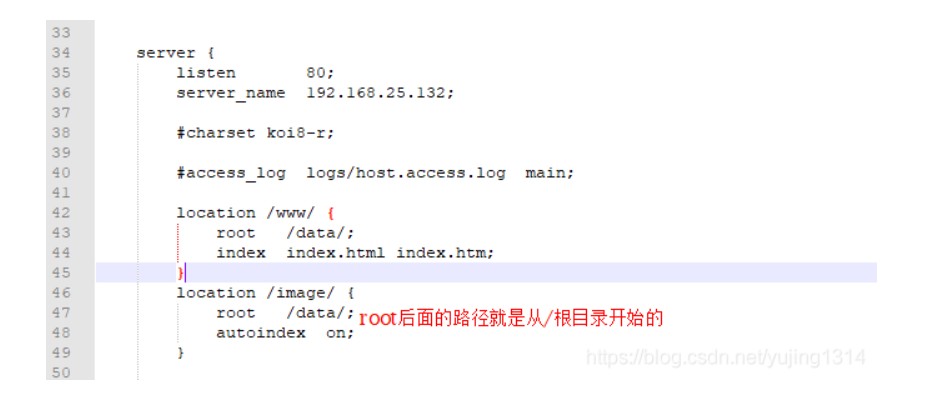 33
34 server {
35 listen 80;
36 server_name 192.168.25.132;
37
38 #charset koi8-r;
39
40 #access_log logs/host.access.log main;
41
42 location /www/ {
43 root /data/;
44 index index.html index.htm;
45 }
46 location /image/ {
47 root /data/; root后面的路径就是从/根目录开始的
48 autoindex on;
49 }
https://blog.csdn.net/yujing1314
50